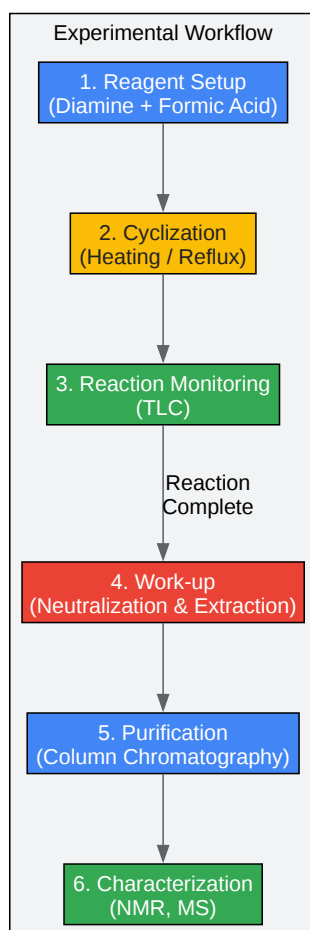 Experimental Workflow
1. Reagent Setup
(Diamine + Formic Acid)
2. Cyclization
(Heating / Reflux)
3. Reaction Monitoring
(TLC)
Reaction
Complete
4. Work-up
(Neutralization & Extraction)
5. Purification
(Column Chromatography)
6. Characterization
(NMR, MS)